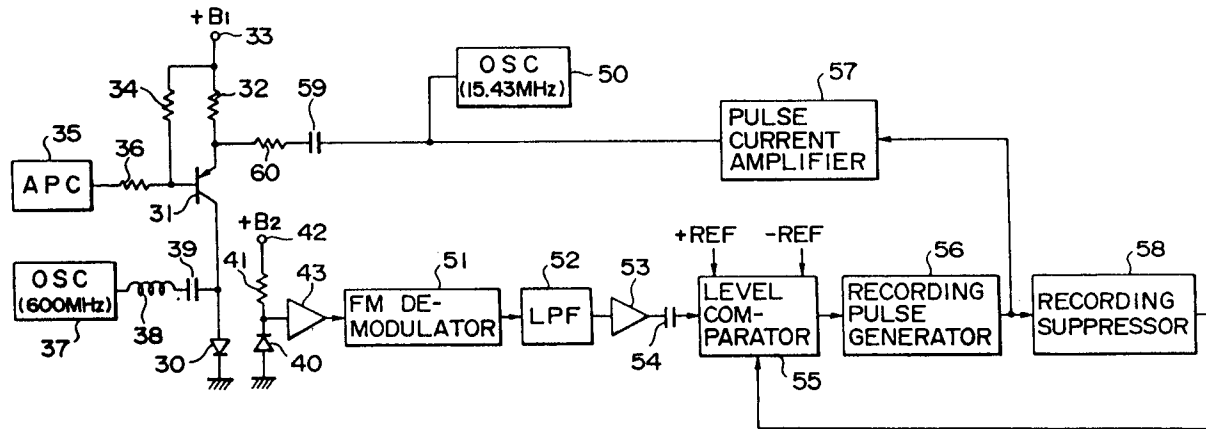 +B1
33
34
32
OSC
(15.43MHz)
50
59
57
PULSE
CURRENT
AMPLIFIER
35
APC
36
31
60
+B2
42
41
43
39
OSC
(600MHz)
37
38
30
40
51
FM DE-
MODULATOR
52
LPF
53
54
+REF
-REF
LEVEL
COM-
PARATOR
55
56
RECORDING
PULSE
GENERATOR
58
RECORDING
SUPPRESSOR